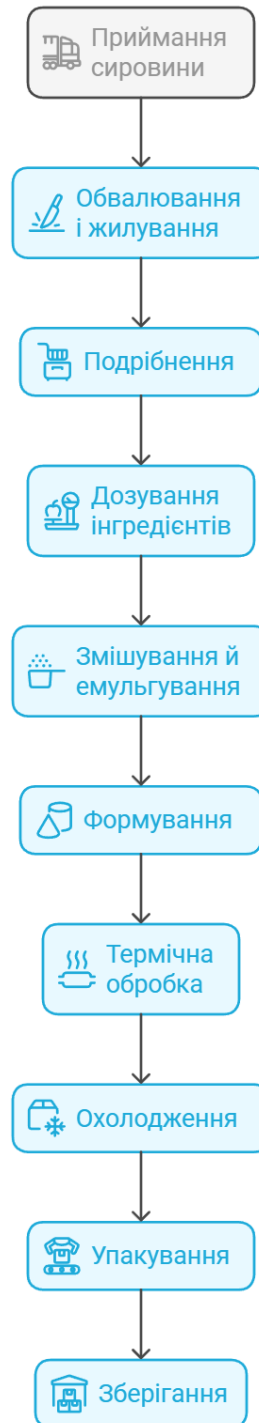 Приймання
сировини
Обвалювання
і жилування
Подрібнення
Дозування
інгредієнтів
Змішування й
емульгування
Формування
Термічна
обробка
Охолодження
Упакування
Зберігання